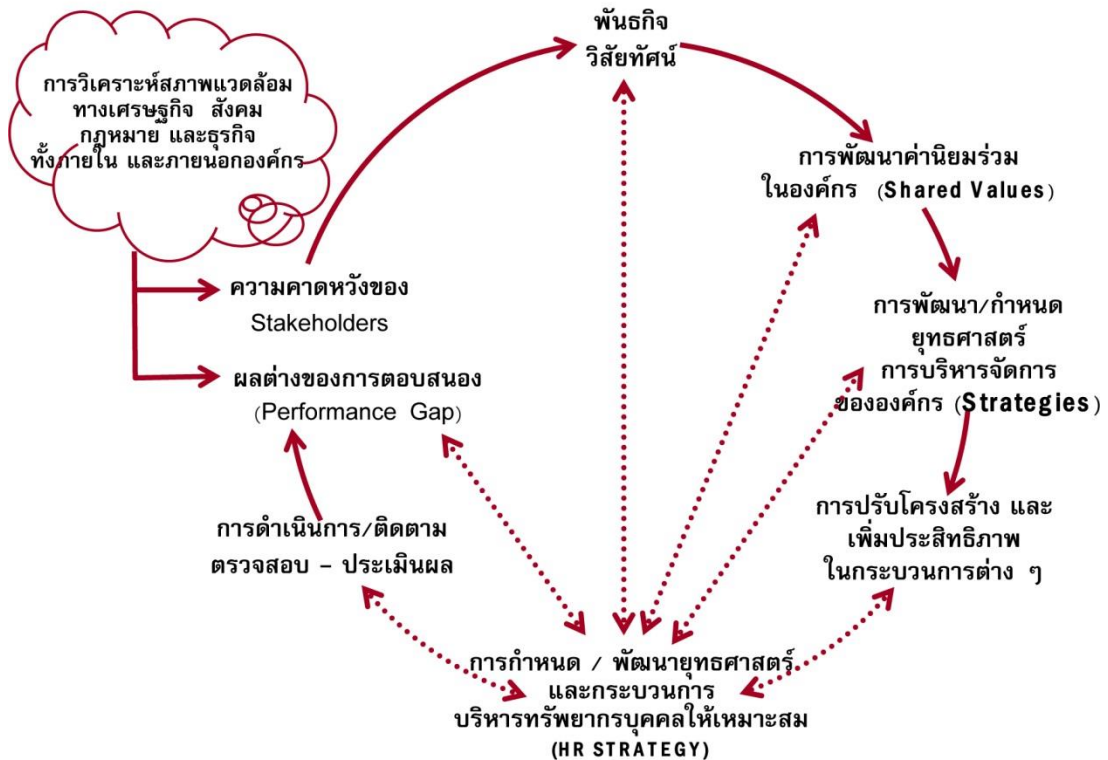 การวิเคราะห์สภาพแวดล้อม
ทางเศรษฐกิจ สังคม
กฎหมาย และธุรกิจ
ทั้งภายใน และภายนอกองค์กร
พันธกิจ
วิสัยทัศน์
การพัฒนาค่านิยมร่วม
ในองค์กร (Shared Values)
การพัฒนา/กำหนด
ยุทธศาสตร์
การบริหารจัดการ
ขององค์กร (Strategies)
การปรับโครงสร้าง และ
เพิ่มประสิทธิภาพ
ในกระบวนการต่าง ๆ
การกำหนด / พัฒนายุทธศาสตร์
และกระบวนการ
บริหารทรัพยากรบุคคลให้เหมาะสม
(HR STRATEGY)
การดำเนินการ/ติดตาม
ตรวจสอบ – ประเมินผล
ผลต่างของการตอบสนอง
(Performance Gap)
ความคาดหวังของ
Stakeholders